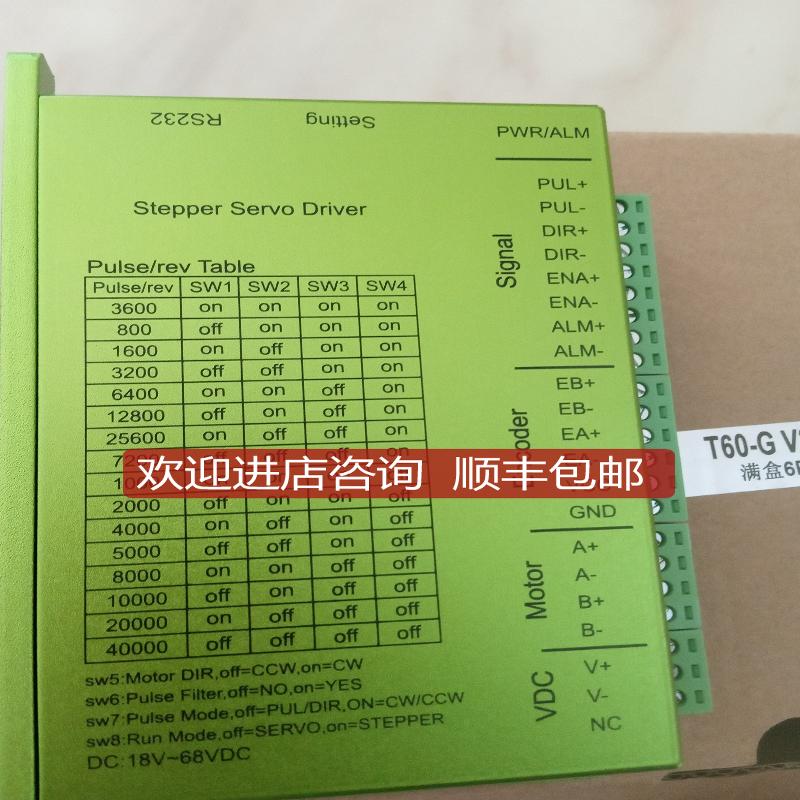 RS232 Setting PWR/ALM
Stepper Servo Driver
Pulse/rev Table
Pulse/rev SW1 SW2 SW3 SW4
3600 on on on on
800 off on on on
1600 on off on on
3200 off off on on
6400 on on off on
12800 off on off on
25600 on off off on
2000 off on on off
4000 on off on off
5000 off off on off
8000 on on off off
10000 off on off off
20000 on off off off
40000 off off off off
sw5:Motor DIR,off=CCW,on=CW
sw6:Pulse Filter,off=NO,on=YES
sw7:Pulse Mode,off=PUL/DIR,ON=CW/CCW
sw8:Run Mode,off=SERVO,on=STEPPER
DC:18V~68VDC
Signal
PUL+
PUL-
DIR+
DIR-
ENA+
ENA-
ALM+
ALM-
EB+
EB-
EA+
GND
Motor
A+
A-
B+
B-
VDC
V+
V-
NC
T60-G
满盒
欢迎进店咨询 顺丰包邮